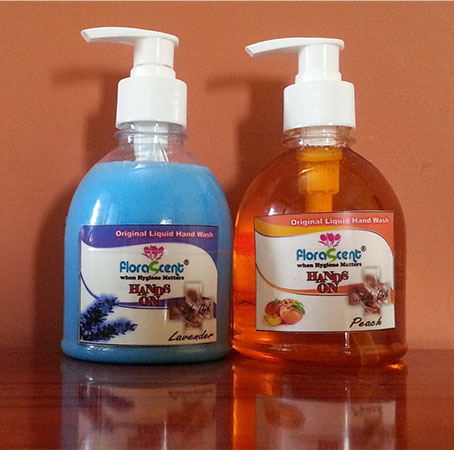 Original Liquid Hand Wash
FloraScent®
when Hygiene Matters
HANDS
ON
Lavender
Original Liquid Hand Wash
FloraScent®
when Hygiene Matters
HANDS
ON
Peach